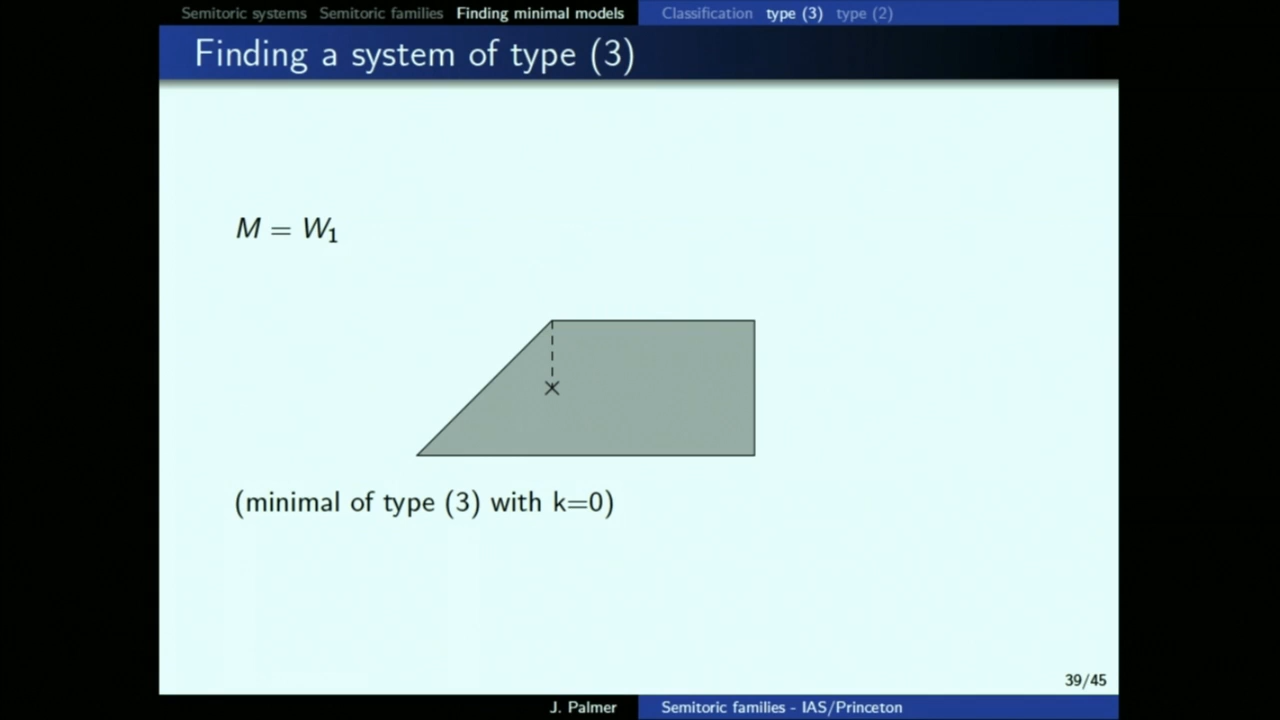 Semitoric systems Semitoric families Finding minimal models Classification type (3) type (2)
Finding a system of type (3)
M = W₁
(minimal of type (3) with k=0)
39/45
J. Palmer Semitoric families - IAS/Princeton